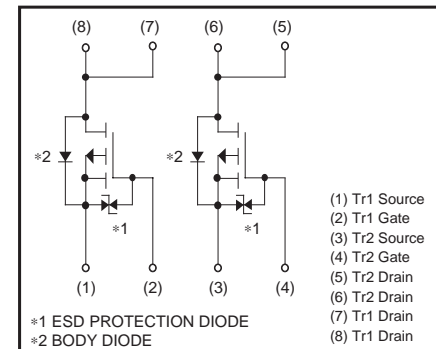 (8) (7) (6) (5)
∗2 ∗2
∗1 ∗1
(1) (2) (3) (4)
(1) Tr1 Source
(2) Tr1 Gate
(3) Tr2 Source
(4) Tr2 Gate
(5) Tr2 Drain
(6) Tr2 Drain
(7) Tr1 Drain
(8) Tr1 Drain
∗1 ESD PROTECTION DIODE
∗2 BODY DIODE